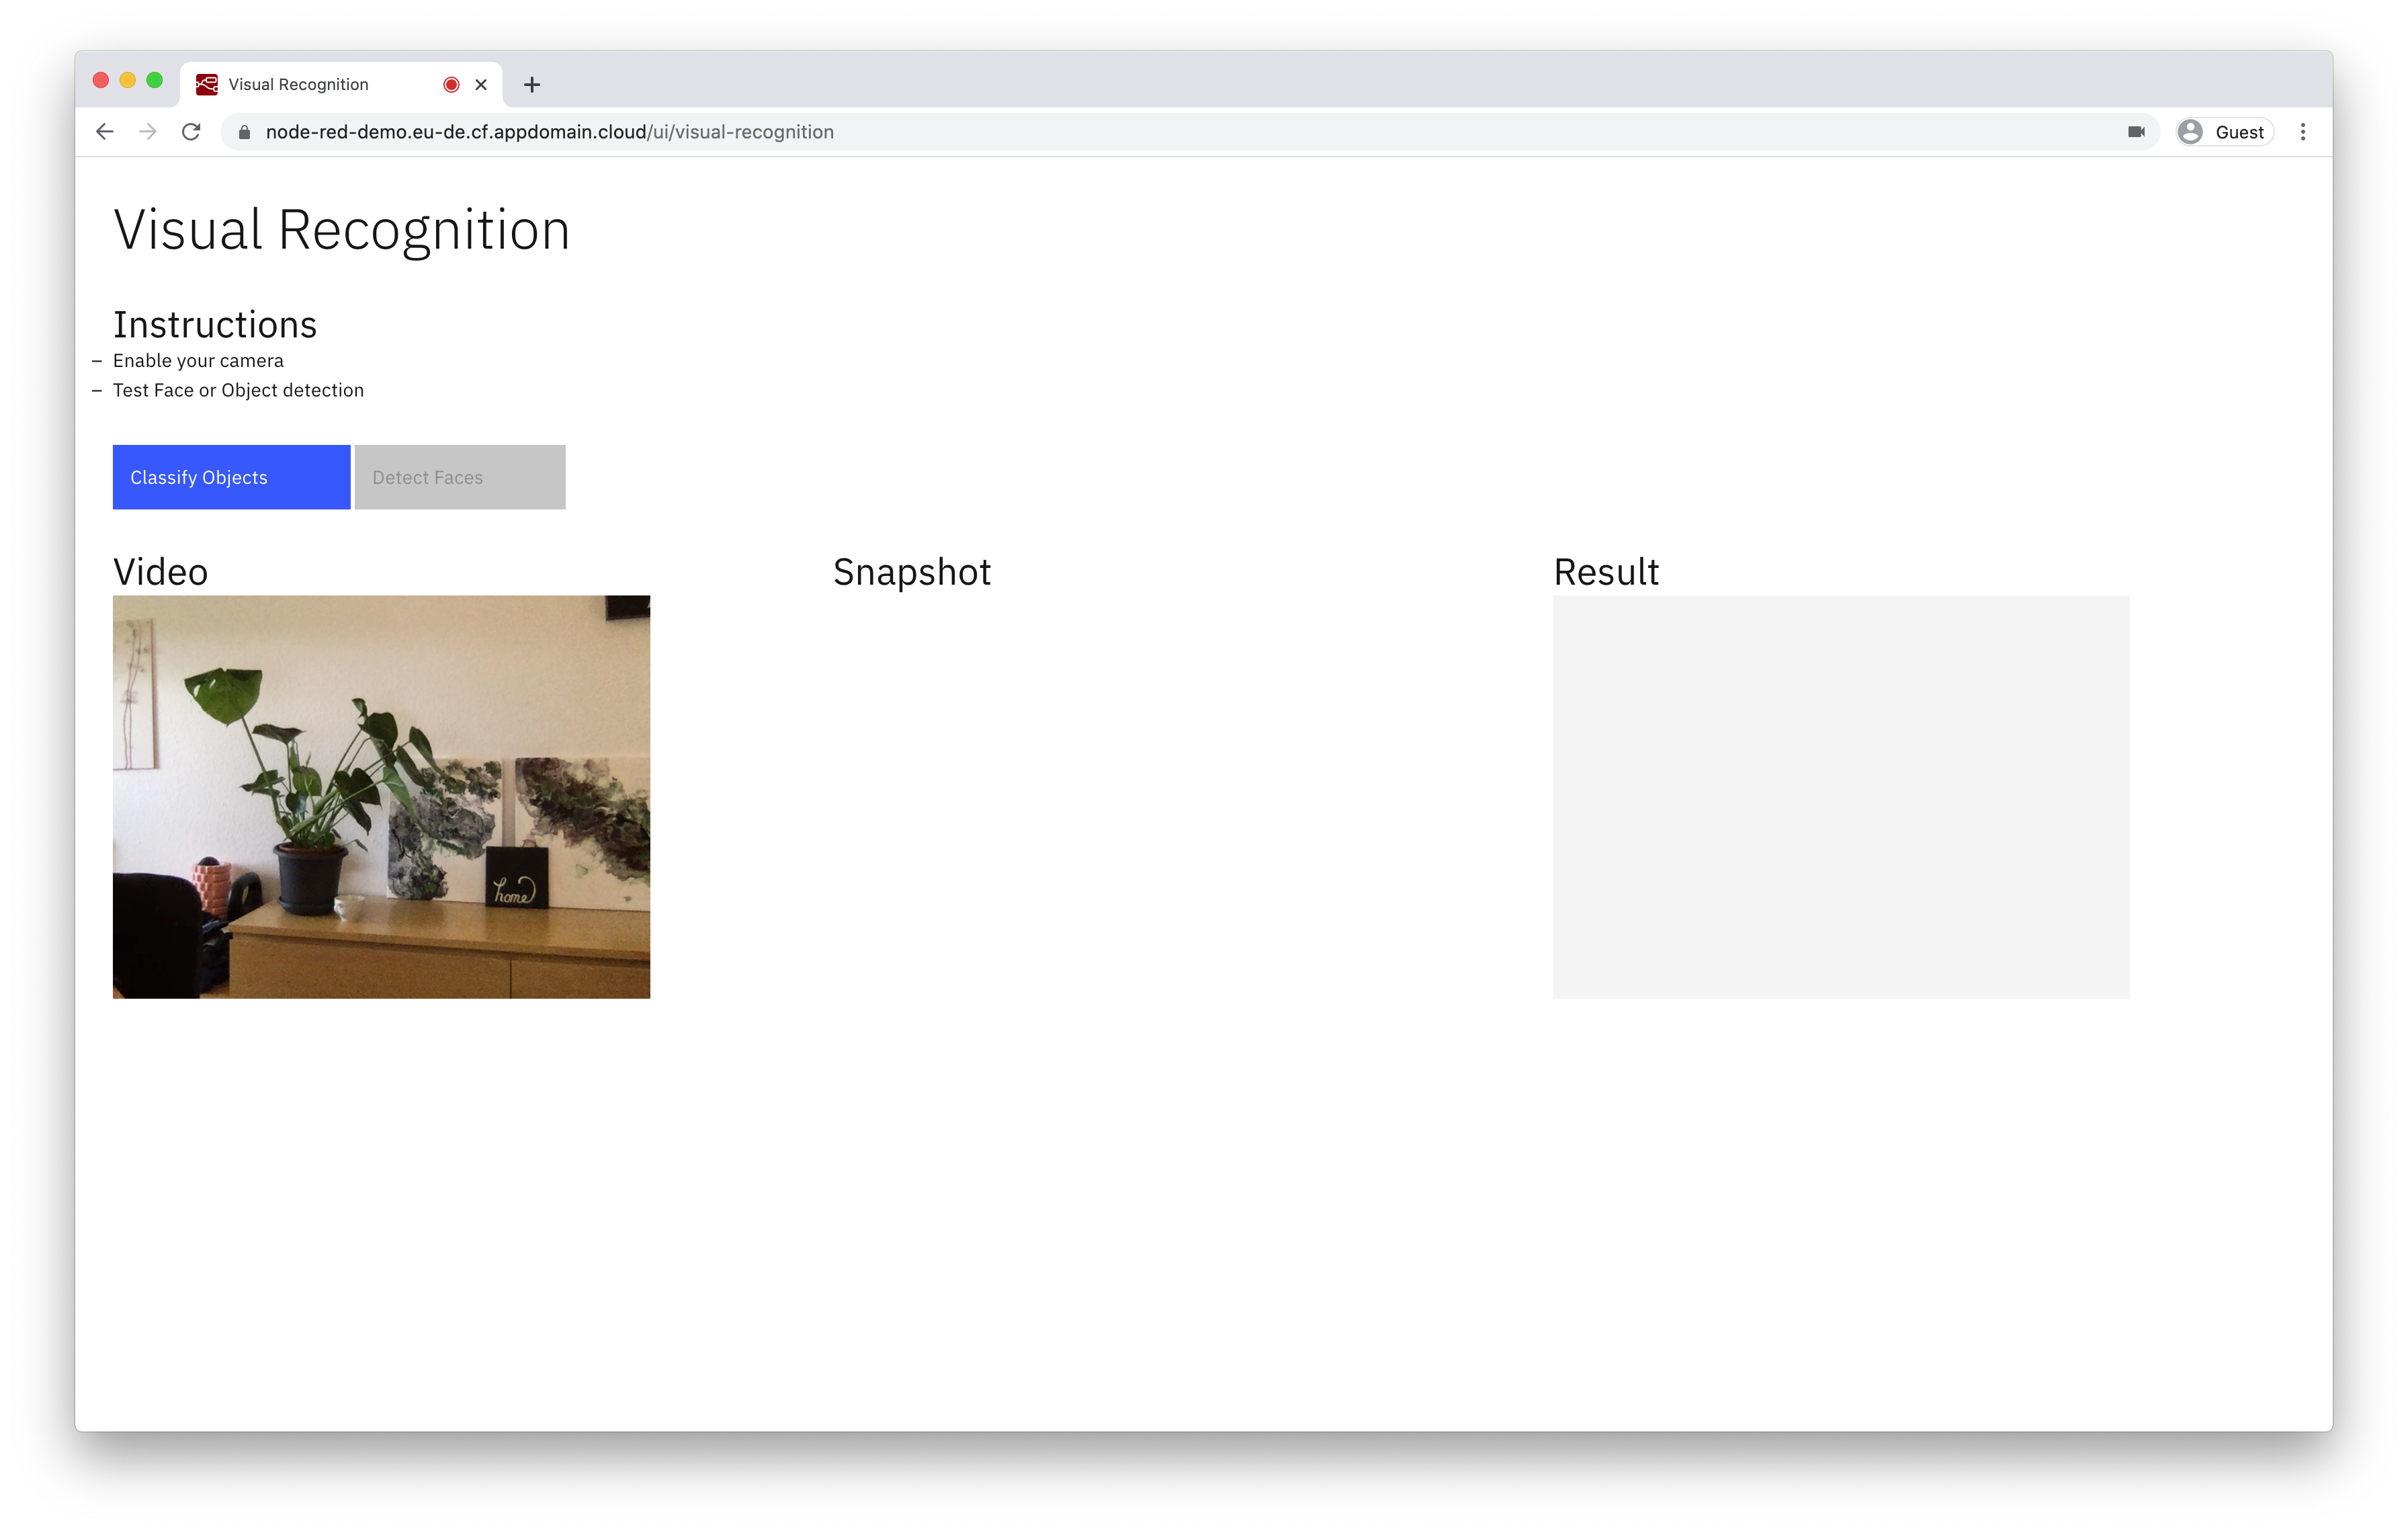 Visual Recognition
node-red-demo.eu-de.cf.appdomain.cloud/ui/visual-recognition
Guest
Visual Recognition
Instructions
– Enable your camera
– Test Face or Object detection
Classify Objects
Detect Faces
Video
Snapshot
Result
home